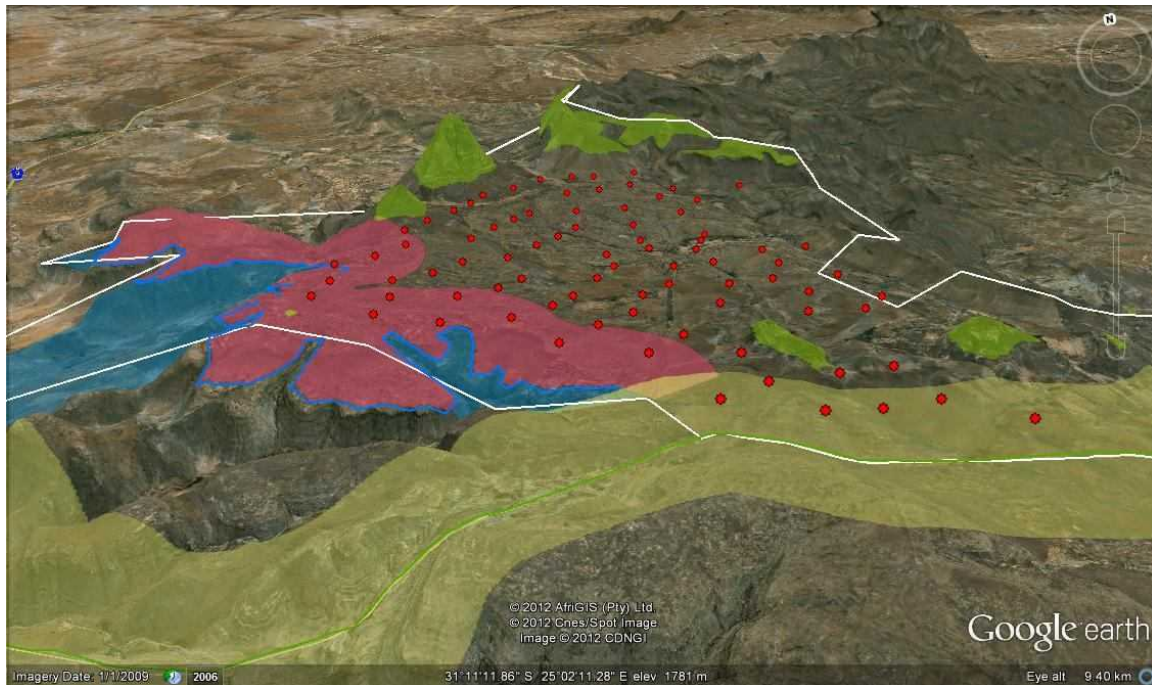 N
© 2012 AfriGIS (Pty) Ltd.
© 2012 Cnes/Spot Image
Image © 2012 CDNGI
Google earth
Imagery Date: 1/1/2009
2006
31°11'11.86" S 25°02'11.28" E elev 1781 m
Eye alt 9.40 km